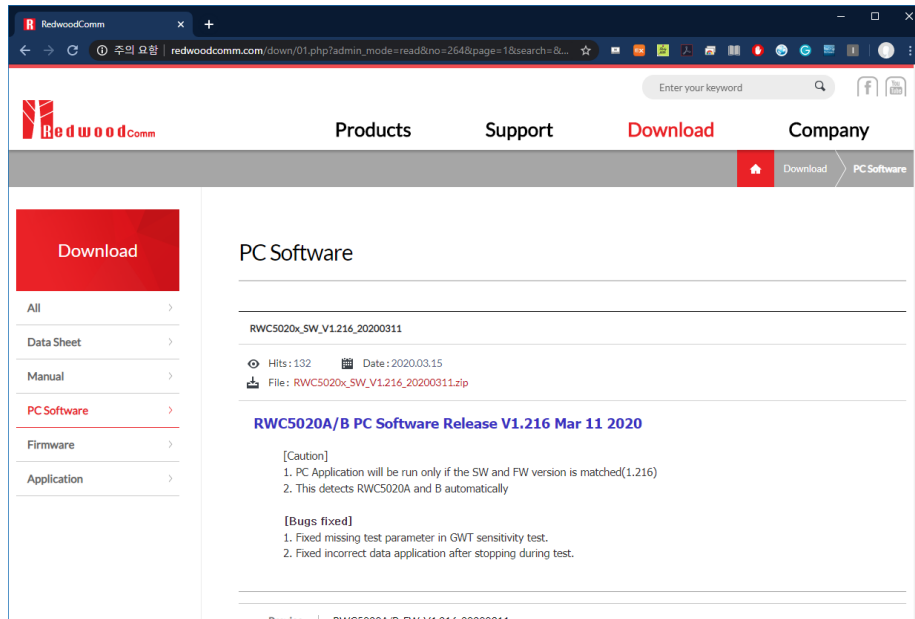 RedwoodComm
주의 요함 redwoodcomm.com/down/01.php?admin_mode=read&no=264&page=1&search=&...
Enter your keyword
RedwoodComm
Products Support Download Company
Download PC Software
Download
All
Data Sheet
Manual
PC Software
Firmware
Application
PC Software
RWC5020x_SW_V1.216_20200311
Hits : 132 Date : 2020.03.15
File : RWC5020x_SW_V1.216_20200311.zip
RWC5020A/B PC Software Release V1.216 Mar 11 2020
[Caution]
1. PC Application will be run only if the SW and FW version is matched(1.216)
2. This detects RWC5020A and B automatically
[Bugs fixed]
1. Fixed missing test parameter in GWT sensitivity test.
2. Fixed incorrect data application after stopping during test.